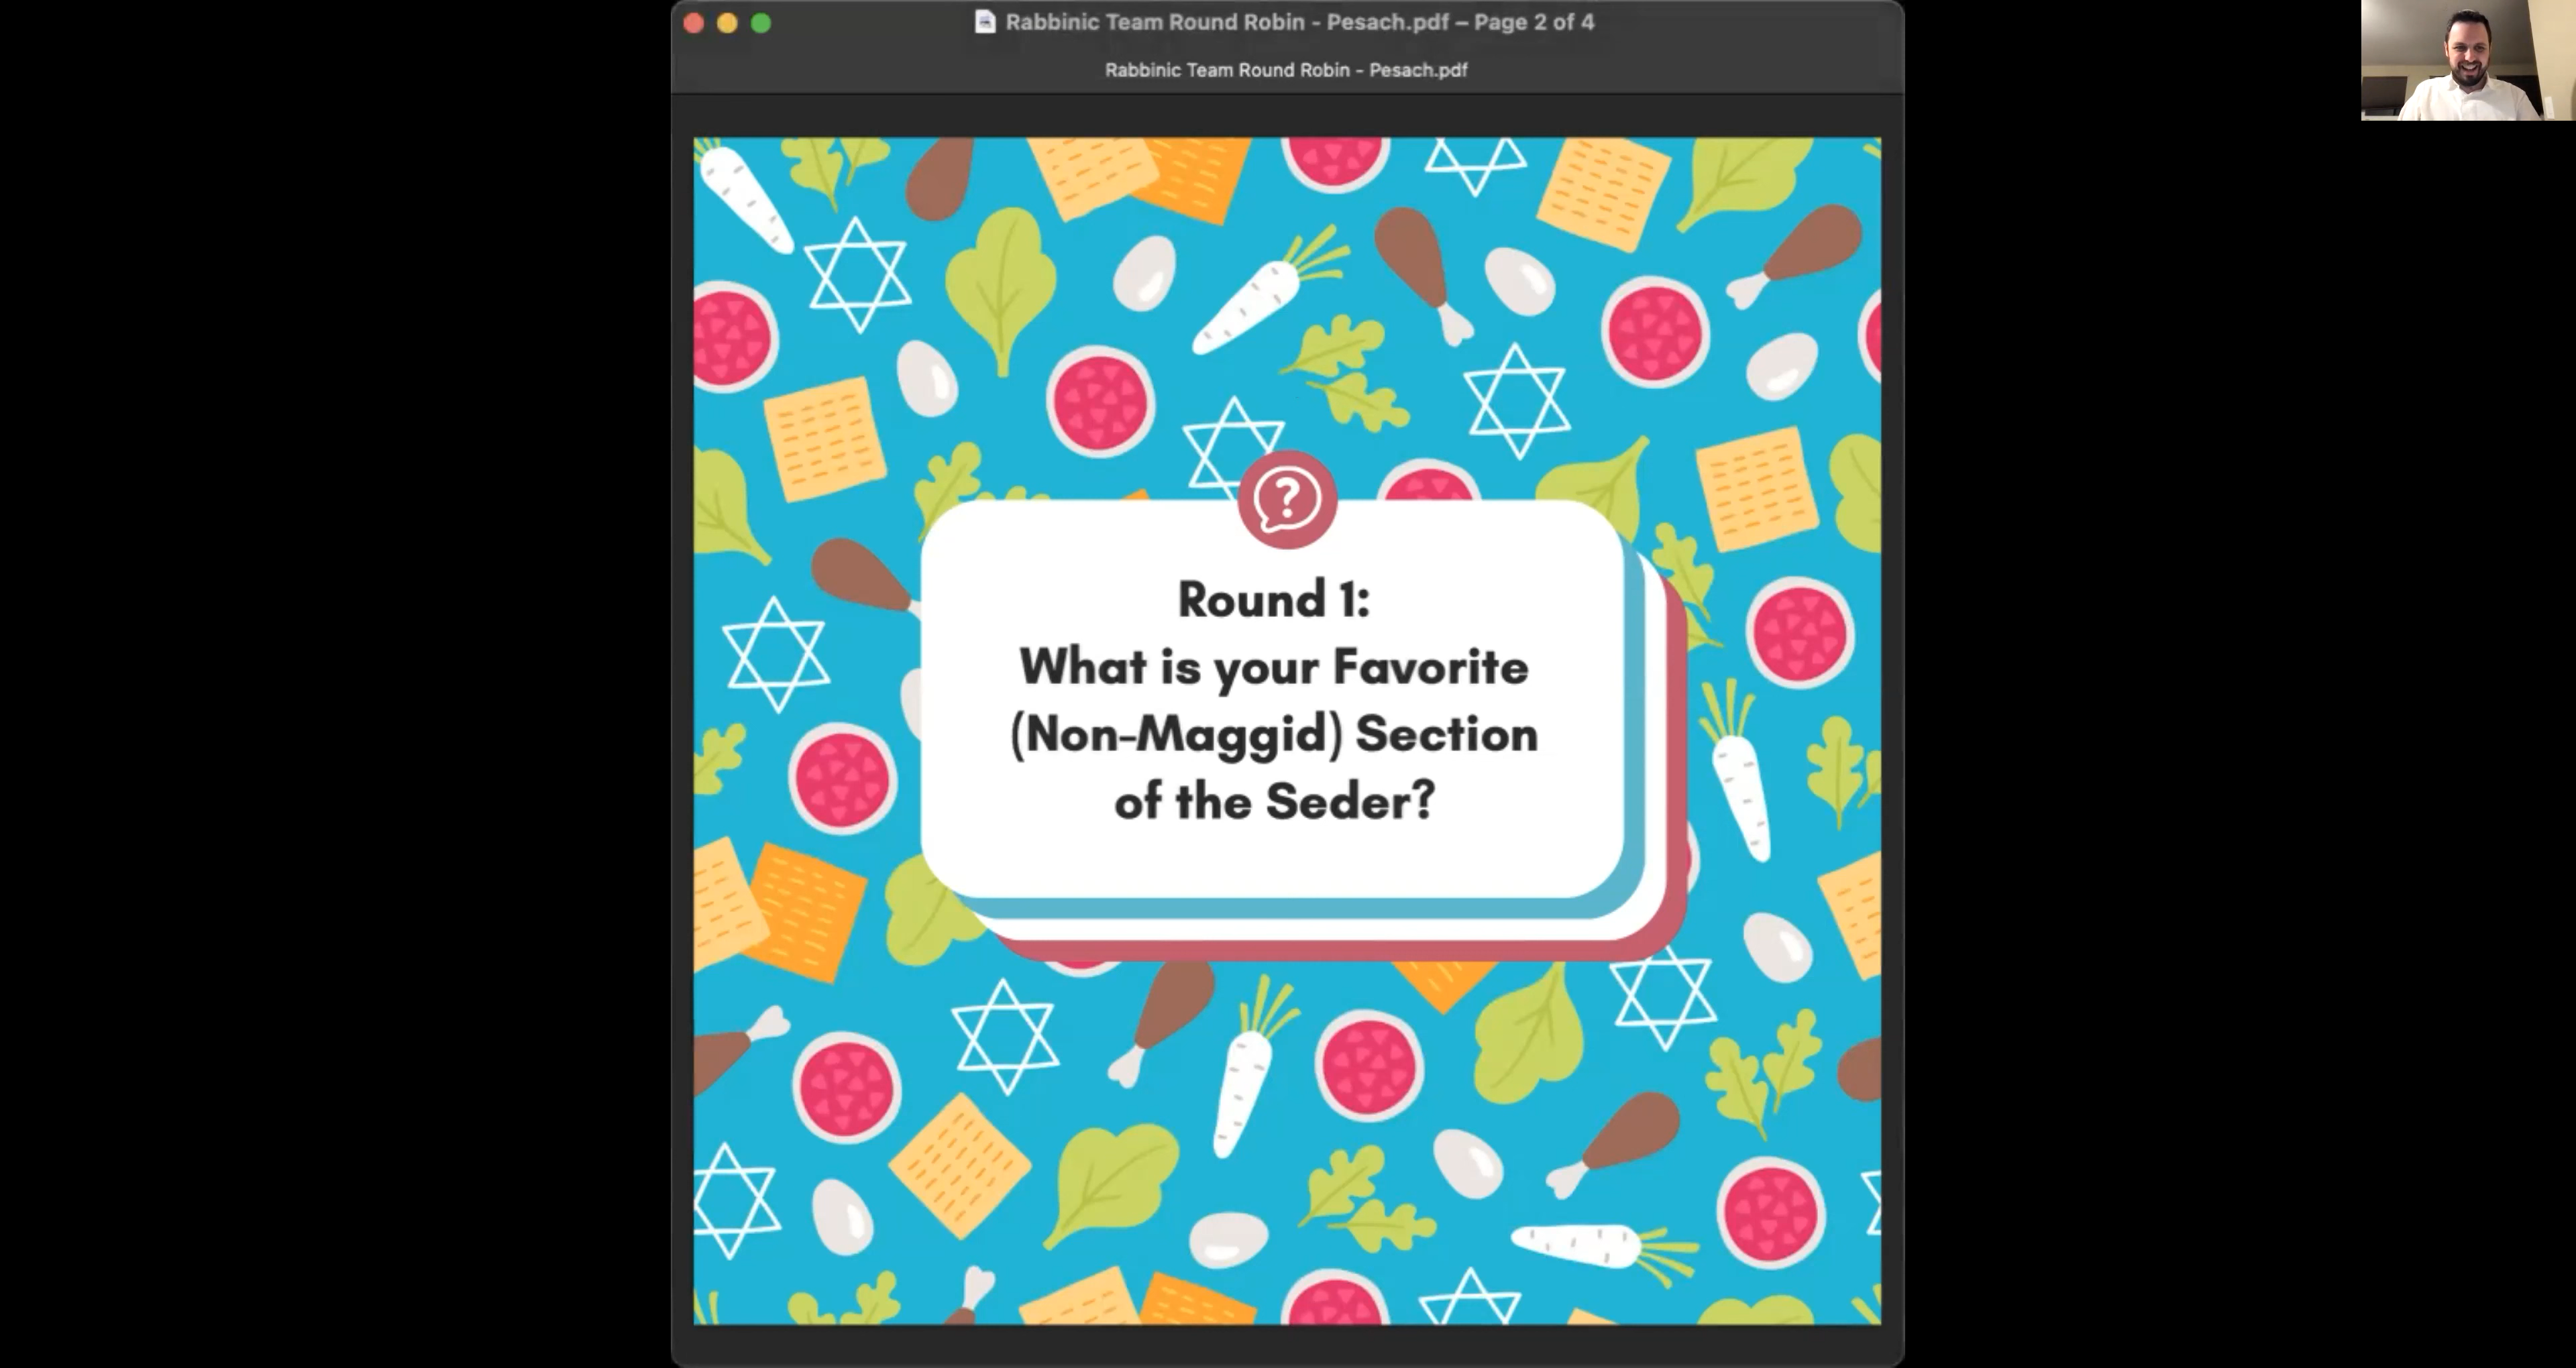 Rabbinic Team Round Robin - Pesach.pdf – Page 2 of 4
Rabbinic Team Round Robin - Pesach.pdf
?
Round 1:
What is your Favorite
(Non-Maggid) Section
of the Seder?